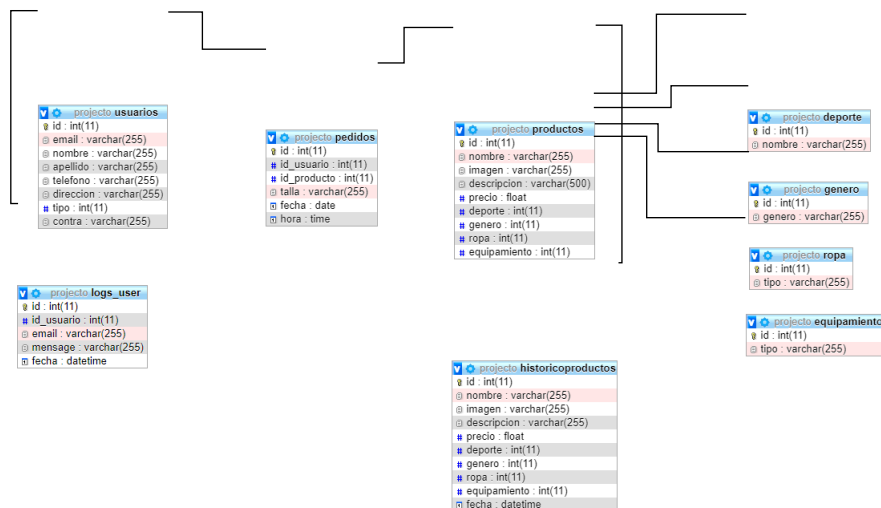 projecto usuarios
id : int(11)
email : varchar(255)
nombre : varchar(255)
apellido : varchar(255)
telefono : varchar(255)
direccion : varchar(255)
tipo : int(11)
contra : varchar(255)
projecto pedidos
id : int(11)
id_usuario : int(11)
id_producto : int(11)
talla : varchar(255)
fecha : date
hora : time
projecto productos
id : int(11)
nombre : varchar(255)
imagen : varchar(255)
descripcion : varchar(500)
precio : float
deporte : int(11)
genero : int(11)
ropa : int(11)
equipamiento : int(11)
projecto deporte
id : int(11)
nombre : varchar(255)
projecto genero
id : int(11)
genero : varchar(255)
projecto ropa
id : int(11)
tipo : varchar(255)
projecto equipamiento
id : int(11)
tipo : varchar(255)
projecto logs_user
id : int(11)
id_usuario : int(11)
email : varchar(255)
mensage : varchar(255)
fecha : datetime
projecto historicoproductos
id : int(11)
nombre : varchar(255)
imagen : varchar(255)
descripcion : varchar(255)
precio : float
deporte : int(11)
genero : int(11)
ropa : int(11)
equipamiento : int(11)
fecha : datetime